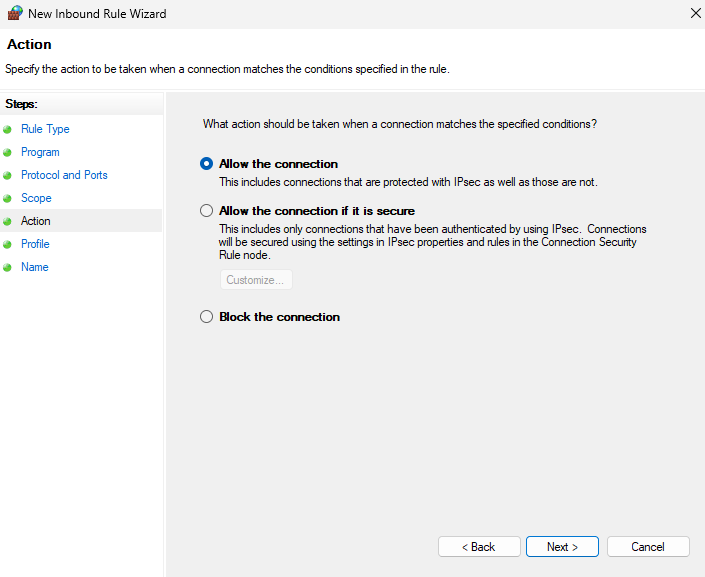 New Inbound Rule Wizard
Action
Specify the action to be taken when a connection matches the conditions specified in the rule.
Steps:
Rule Type
Program
Protocol and Ports
Scope
Action
Profile
Name
What action should be taken when a connection matches the specified conditions?
Allow the connection
This includes connections that are protected with IPsec as well as those are not.
Allow the connection if it is secure
This includes only connections that have been authenticated by using IPsec. Connections
will be secured using the settings in IPsec properties and rules in the Connection Security
Rule node.
Customize...
Block the connection
< Back
Next >
Cancel